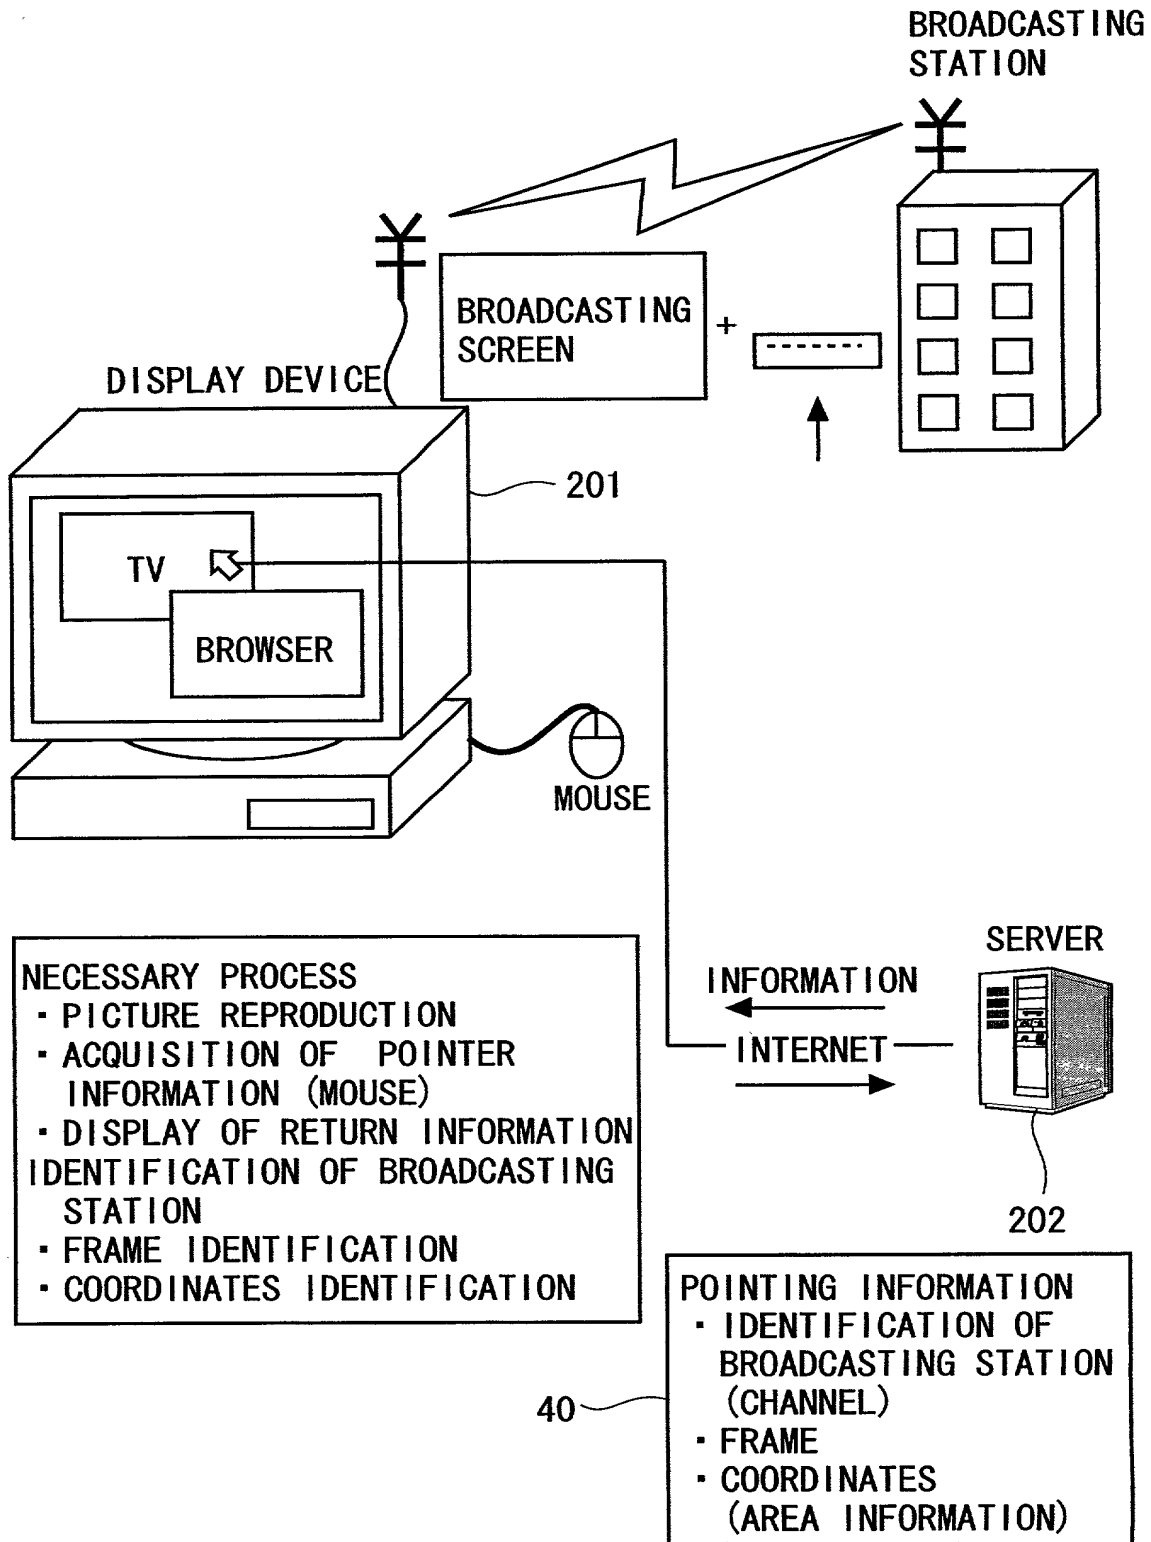 BROADCASTING
STATION
BROADCASTING
SCREEN
+
DISPLAY DEVICE
201
TV
BROWSER
MOUSE
NECESSARY PROCESS
・PICTURE REPRODUCTION
・ACQUISITION OF POINTER
INFORMATION (MOUSE)
・DISPLAY OF RETURN INFORMATION
IDENTIFICATION OF BROADCASTING
STATION
・FRAME IDENTIFICATION
・COORDINATES IDENTIFICATION
SERVER
INFORMATION
INTERNET
202
POINTING INFORMATION
・IDENTIFICATION OF
BROADCASTING STATION
(CHANNEL)
・FRAME
・COORDINATES
(AREA INFORMATION)
40